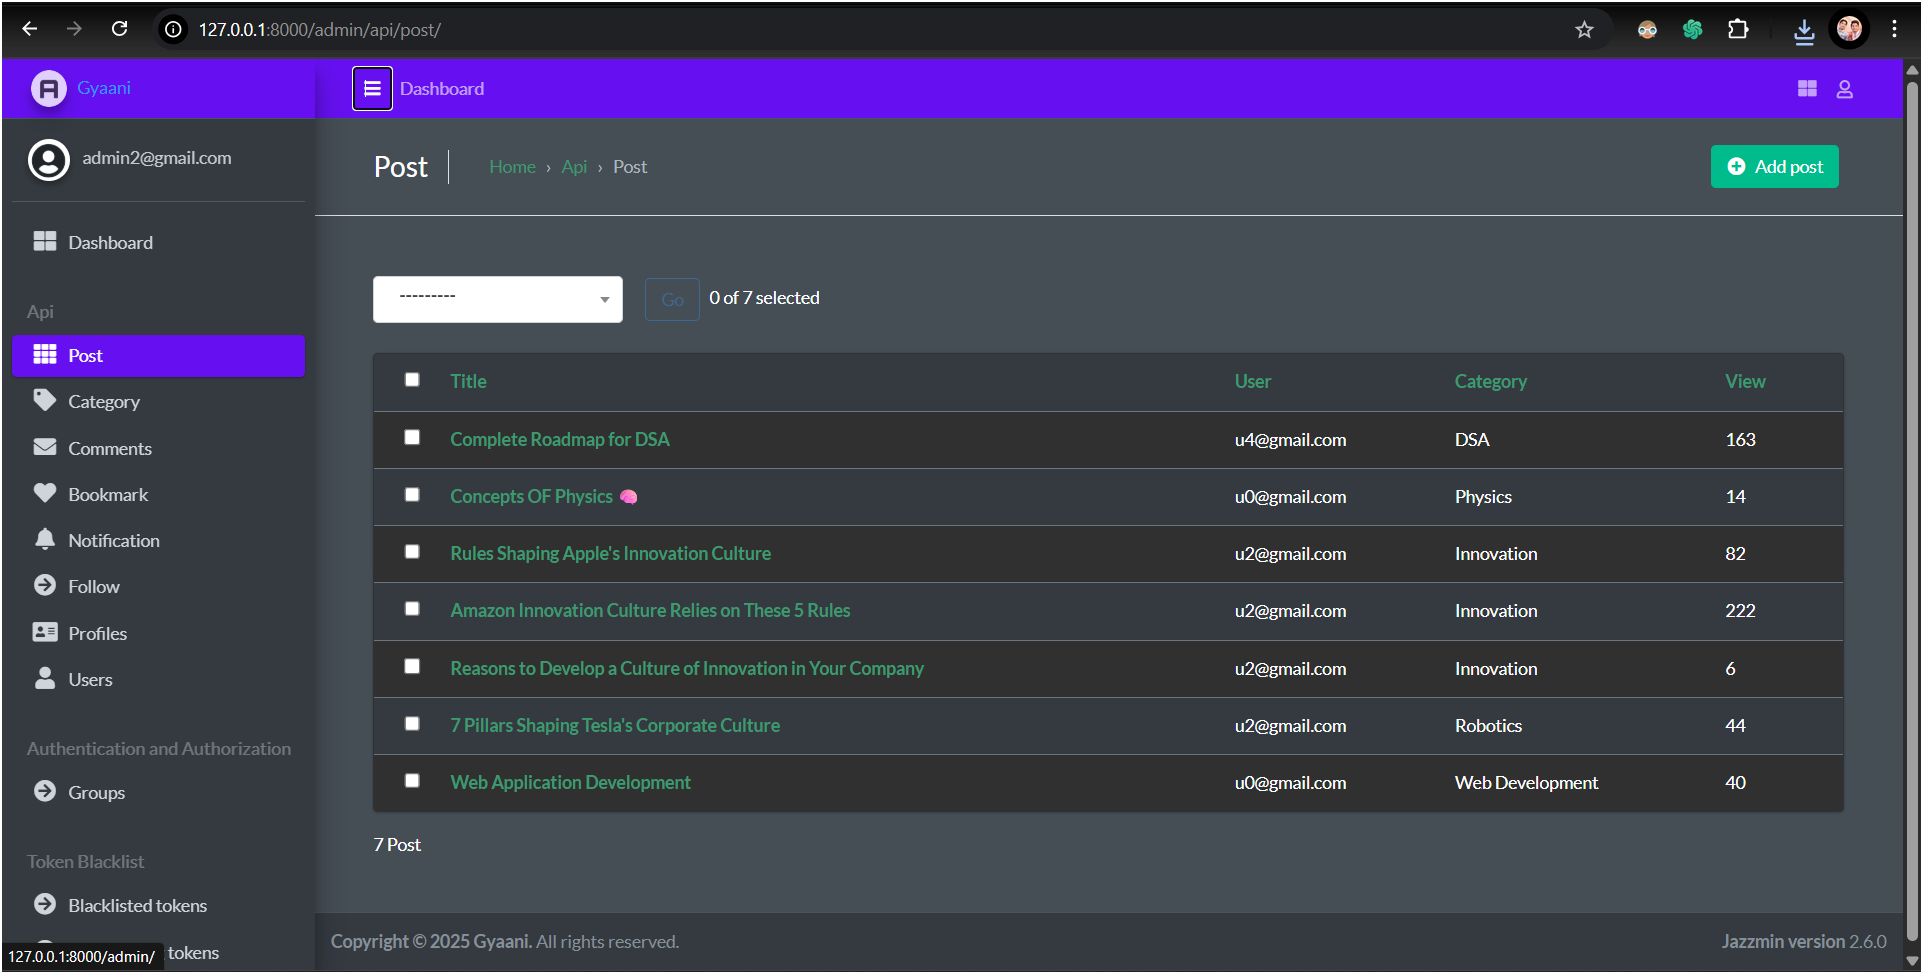 127.0.0.1:8000/admin/api/post/
Gyaani
Dashboard
admin2@gmail.com
Post
Home › Api › Post
Add post
Dashboard
Api
Post
Category
Comments
Bookmark
Notification
Follow
Profiles
Users
Authentication and Authorization
Groups
Token Blacklist
Blacklisted tokens
tokens
127.0.0.1:8000/admin/
---------
Go
0 of 7 selected
Title User Category View
Complete Roadmap for DSA u4@gmail.com DSA 163
Concepts OF Physics 🧠 u0@gmail.com Physics 14
Rules Shaping Apple's Innovation Culture u2@gmail.com Innovation 82
Amazon Innovation Culture Relies on These 5 Rules u2@gmail.com Innovation 222
Reasons to Develop a Culture of Innovation in Your Company u2@gmail.com Innovation 6
7 Pillars Shaping Tesla's Corporate Culture u2@gmail.com Robotics 44
Web Application Development u0@gmail.com Web Development 40
7 Post
Copyright © 2025 Gyaani. All rights reserved.
Jazzmin version 2.6.0